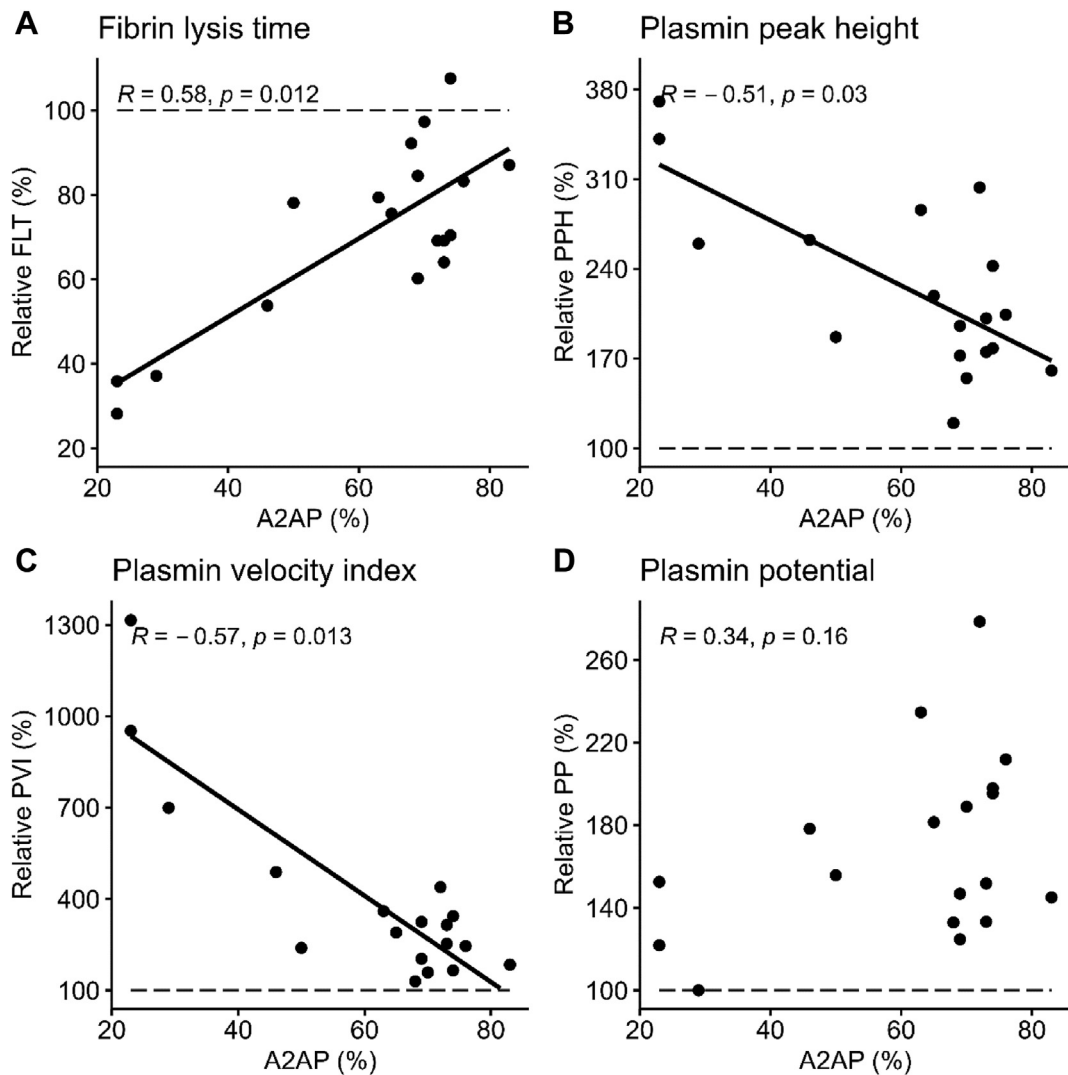 A Fibrin lysis time
R = 0.58, p = 0.012
100
80
60
40
20
Relative FLT (%)
20 40 60 80
A2AP (%)
B Plasmin peak height
R = − 0.51, p = 0.03
380
310
240
170
100
Relative PPH (%)
20 40 60 80
A2AP (%)
C Plasmin velocity index
R = − 0.57, p = 0.013
1300
1000
700
400
100
Relative PVI (%)
20 40 60 80
A2AP (%)
D Plasmin potential
R = 0.34, p = 0.16
260
220
180
140
100
Relative PP (%)
20 40 60 80
A2AP (%)